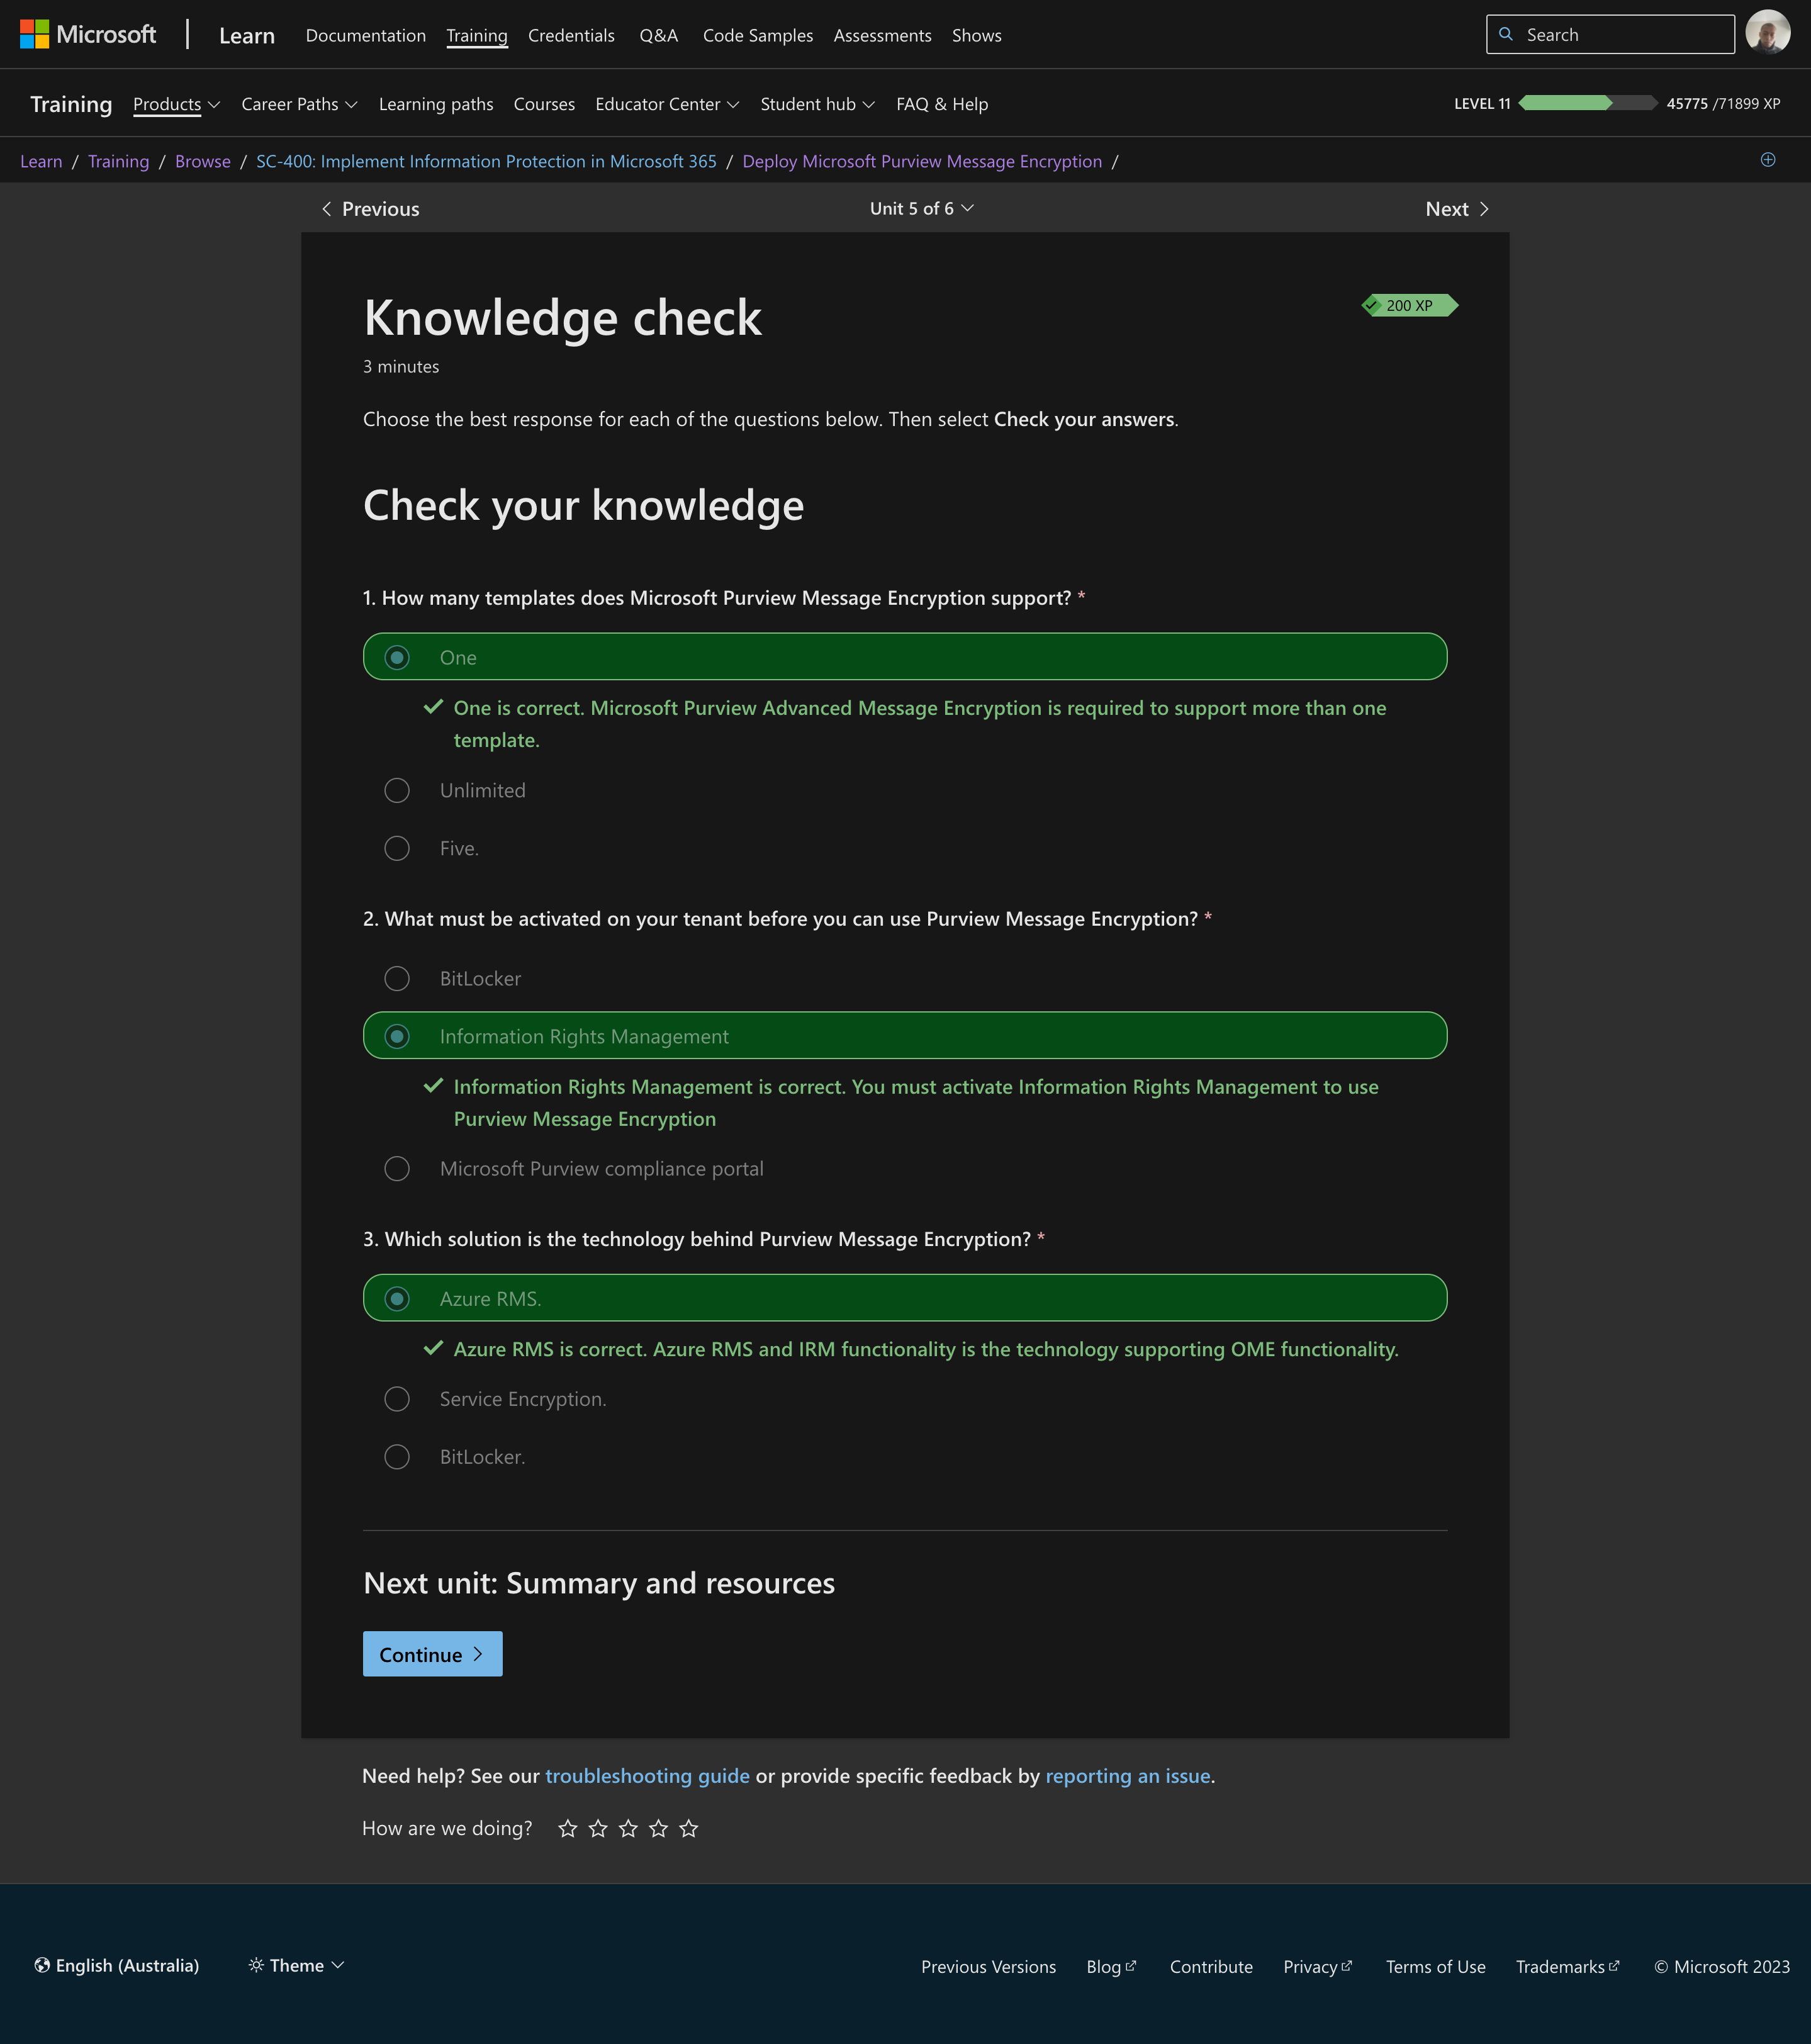 Microsoft | Learn Documentation Training Credentials Q&A Code Samples Assessments Shows Search
Training Products Career Paths Learning paths Courses Educator Center Student hub FAQ & Help LEVEL 11 45775 /71899 XP
Learn / Training / Browse / SC-400: Implement Information Protection in Microsoft 365 / Deploy Microsoft Purview Message Encryption /
Previous Unit 5 of 6 Next
Knowledge check
200 XP
3 minutes
Choose the best response for each of the questions below. Then select Check your answers.
Check your knowledge
1. How many templates does Microsoft Purview Message Encryption support? *
One
One is correct. Microsoft Purview Advanced Message Encryption is required to support more than one
template.
Unlimited
Five.
2. What must be activated on your tenant before you can use Purview Message Encryption? *
BitLocker
Information Rights Management
Information Rights Management is correct. You must activate Information Rights Management to use
Purview Message Encryption
Microsoft Purview compliance portal
3. Which solution is the technology behind Purview Message Encryption? *
Azure RMS.
Azure RMS is correct. Azure RMS and IRM functionality is the technology supporting OME functionality.
Service Encryption.
BitLocker.
Next unit: Summary and resources
Continue
Need help? See our troubleshooting guide or provide specific feedback by reporting an issue.
How are we doing?
English (Australia) Theme Previous Versions Blog Contribute Privacy Terms of Use Trademarks © Microsoft 2023